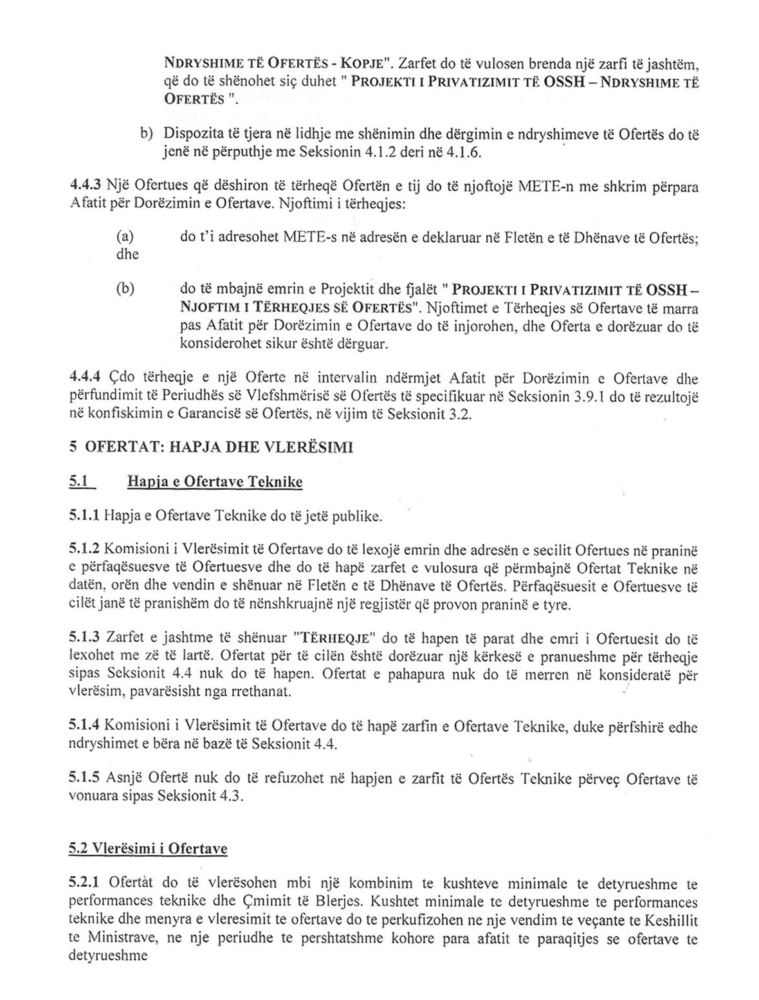 NDRYSHIME TË OFERTËS - KOPJE". Zarfet do të vulosen brenda një zarfi të jashtëm,
që do të shënohet siç duhet " PROJEKTI I PRIVATIZIMIT TË OSSH – NDRYSHIME TË
OFERTËS ".
b) Dispozita të tjera në lidhje me shënimin dhe dërgimin e ndryshimeve të Ofertës do të
jenë në përputhje me Seksionin 4.1.2 deri në 4.1.6.
4.4.3 Një Ofertues që dëshiron të tërheqë Ofertën e tij do të njoftojë METE-n me shkrim përpara
Afatit për Dorëzimin e Ofertave. Njoftimi i tërheqjes:
(a) do t'i adresohet METE-s në adresën e deklaruar në Fletën e të Dhënave të Ofertës;
dhe
(b) do të mbajnë emrin e Projektit dhe fjalët " PROJEKTI I PRIVATIZIMIT TË OSSH –
NJOFTIM I TËRHEQJES SË OFERTËS". Njoftimet e Tërheqjes së Ofertave të marra
pas Afatit për Dorëzimin e Ofertave do të injorohen, dhe Oferta e dorëzuar do të
konsiderohet sikur është dërguar.
4.4.4 Çdo tërheqje e një Oferte në intervalin ndërmjet Afatit për Dorëzimin e Ofertave dhe
përfundimit të Periudhës së Vlefshmërisë së Ofertës të specifikuar në Seksionin 3.9.1 do të rezultojë
në konfiskimin e Garancisë së Ofertës, në vijim të Seksionit 3.2.
5 OFERTAT: HAPJA DHE VLERËSIMI
5.1 Hapja e Ofertave Teknike
5.1.1 Hapja e Ofertave Teknike do të jetë publike.
5.1.2 Komisioni i Vlerësimit të Ofertave do të lexojë emrin dhe adresën e secilit Ofertues në praninë
e përfaqësuesve të Ofertuesve dhe do të hapë zarfet e vulosura që përmbajnë Ofertat Teknike në
datën, orën dhe vendin e shënuar në Fletën e të Dhënave të Ofertës. Përfaqësuesit e Ofertuesve të
cilët janë të pranishëm do të nënshkruajnë një regjistër që provon praninë e tyre.
5.1.3 Zarfet e jashtme të shënuar "TËRHEQJE" do të hapen të parat dhe emri i Ofertuesit do të
lexohet me zë të lartë. Ofertat për të cilën është dorëzuar një kërkesë e pranueshme për tërheqje
sipas Seksionit 4.4 nuk do të hapen. Ofertat e pahapura nuk do të merren në konsideratë për
vlerësim, pavarësisht nga rrethanat.
5.1.4 Komisioni i Vlerësimit të Ofertave do të hapë zarfin e Ofertave Teknike, duke përfshirë edhe
ndryshimet e bëra në bazë të Seksionit 4.4.
5.1.5 Asnjë Ofertë nuk do të refuzohet në hapjen e zarfit të Ofertës Teknike përveç Ofertave të
vonuara sipas Seksionit 4.3.
5.2 Vlerësimi i Ofertave
5.2.1 Ofertat do të vlerësohen mbi një kombinim te kushteve minimale te detyrueshme te
performances teknike dhe Çmimit të Blerjes. Kushtet minimale te detyrueshme te performances
teknike dhe menyra e vleresimit te ofertave do te perkufizohen ne nje vendim te veçante te Keshillit
te Ministrave, ne nje periudhe te pershtatshme kohore para afatit te paraqitjes se ofertave te
detyrueshme